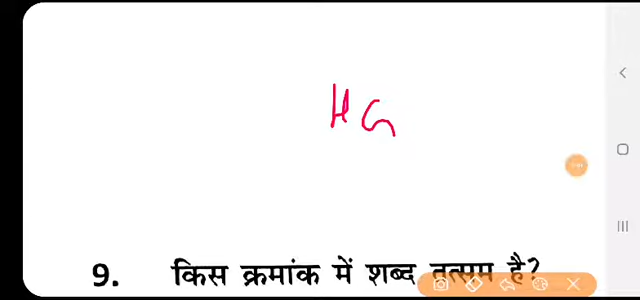 HG
9. किस क्रमांक में शब्द तत्सम है?